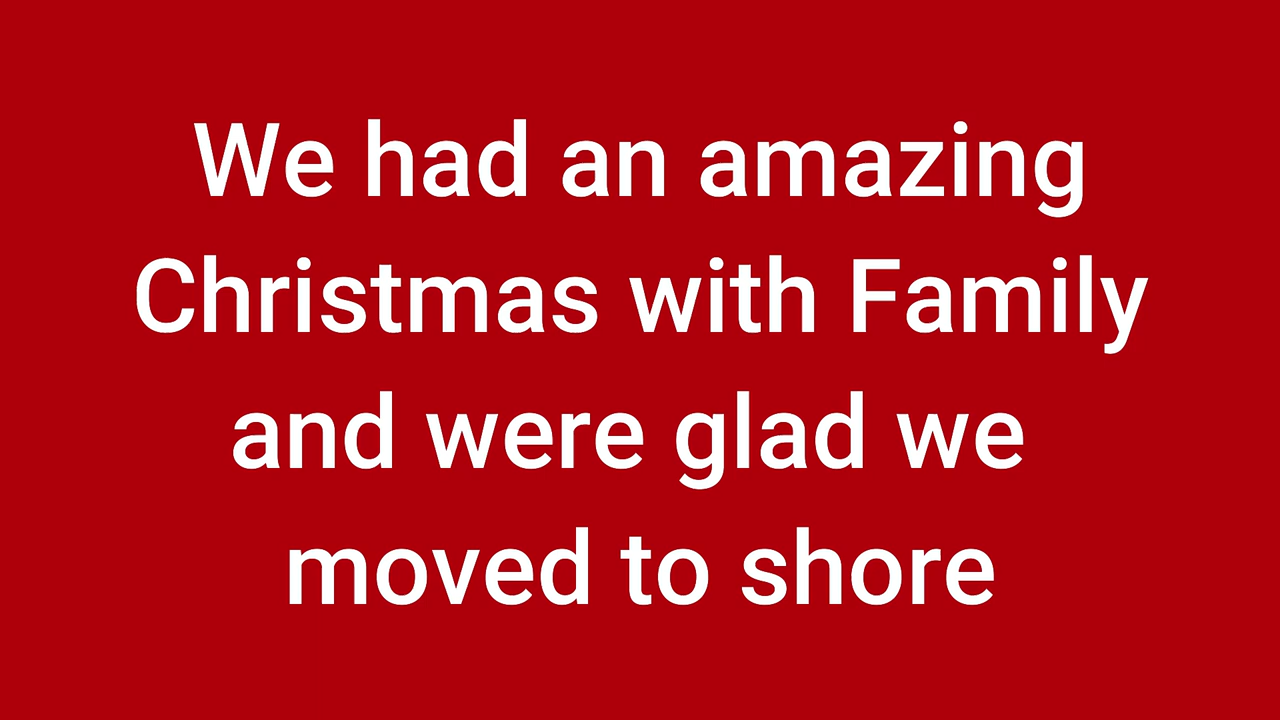 We had an amazing
Christmas with Family
and were glad we
moved to shore